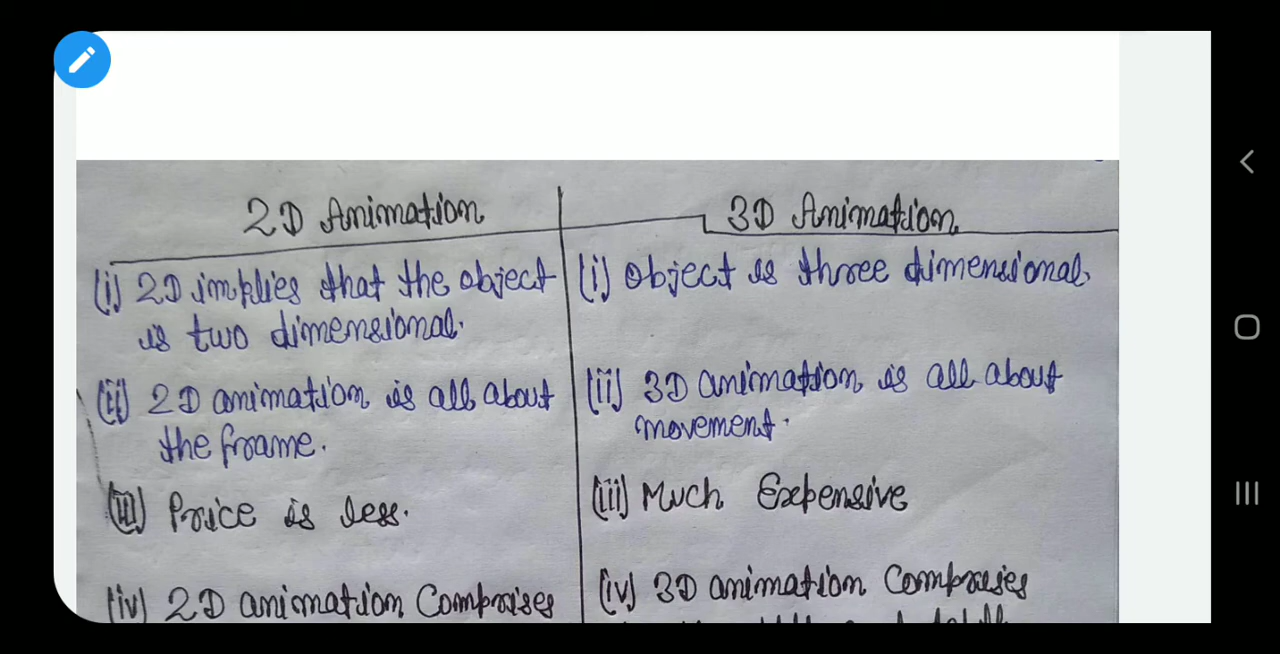 2D Animation
3D Animation
(i) 2D implies that the object
is two dimensional.
(i) object is three dimensional.
(ii) 2D animation is all about
the frame.
(ii) 3D animation is all about
movement.
(iii) Price is less.
(iii) Much Expensive
(iv) 2D animation Comprises
(iv) 3D animation Comprises